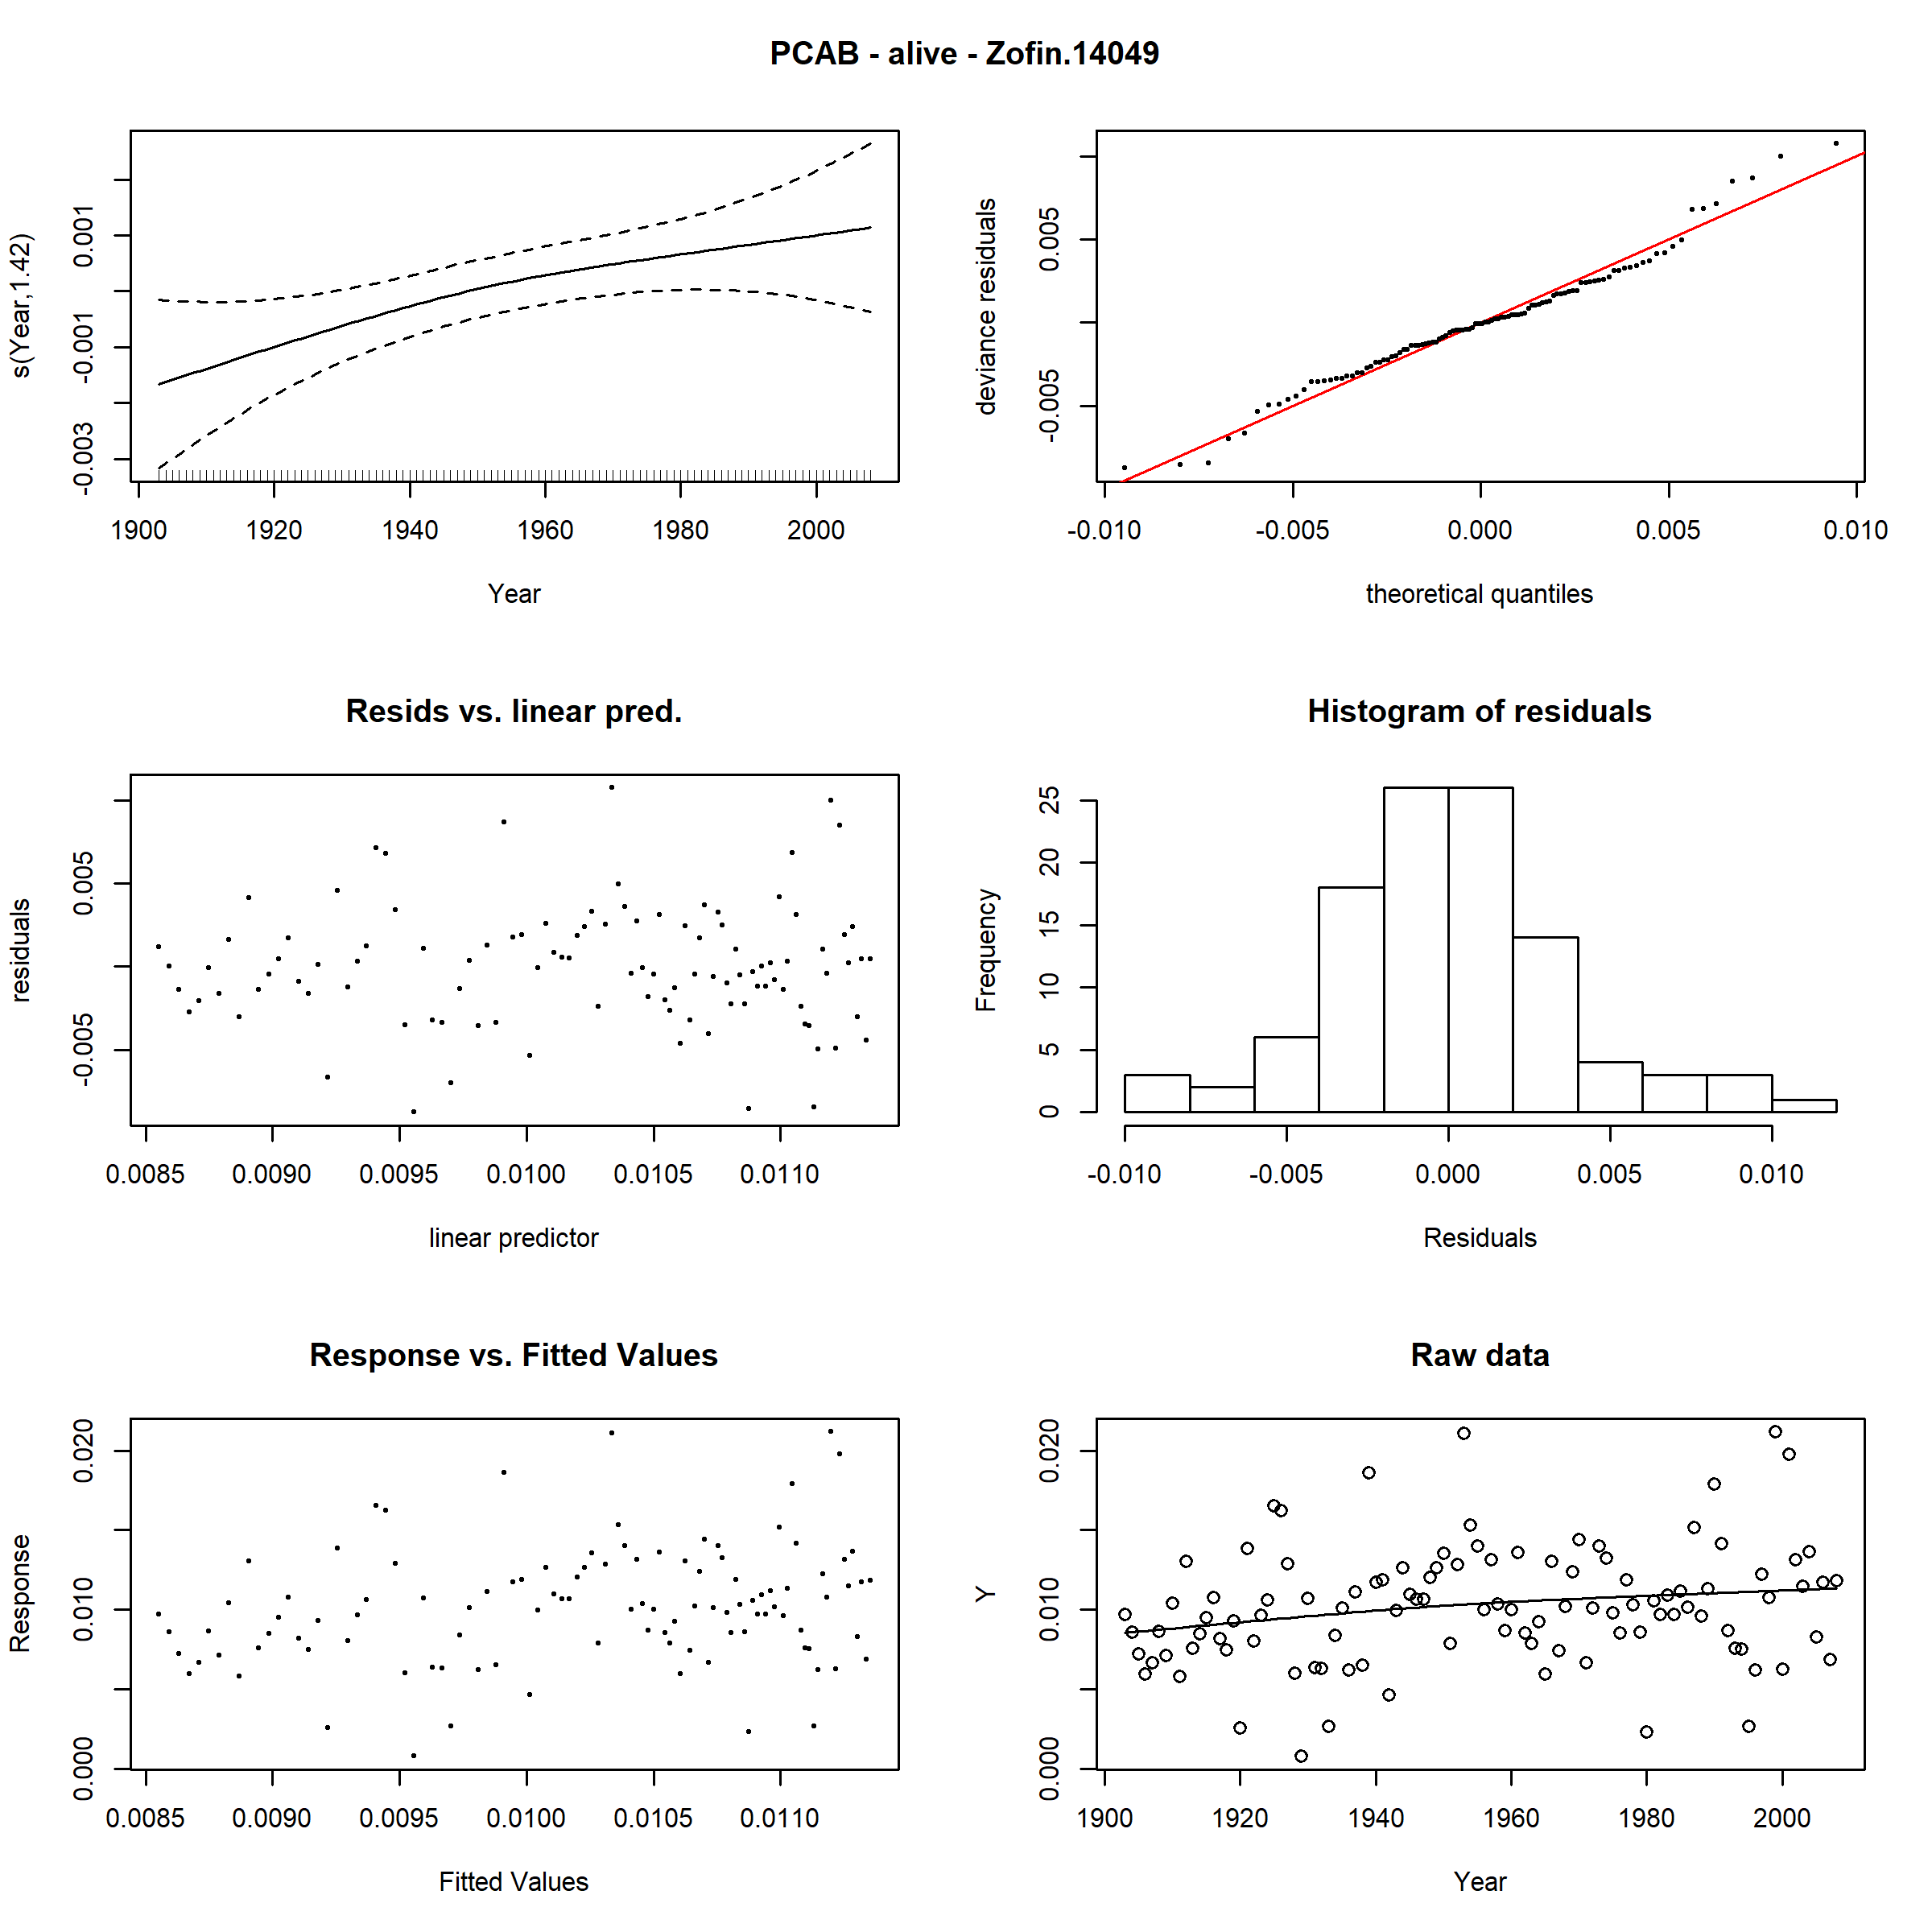 PCAB - alive - Zofin.14049
s(Year,1.42)
-0.003
-0.001
0.001
1900 1920 1940 1960 1980 2000
Year
deviance residuals
-0.005
0.005
-0.010 -0.005 0.000 0.005 0.010
theoretical quantiles
Resids vs. linear pred.
residuals
-0.005
0.005
0.0085 0.0090 0.0095 0.0100 0.0105 0.0110
linear predictor
Histogram of residuals
Frequency
0 5 10 15 20 25
-0.010 -0.005 0.000 0.005 0.010
Residuals
Response vs. Fitted Values
Response
0.000 0.010 0.020
0.0085 0.0090 0.0095 0.0100 0.0105 0.0110
Fitted Values
Raw data
Y
0.000 0.010 0.020
1900 1920 1940 1960 1980 2000
Year